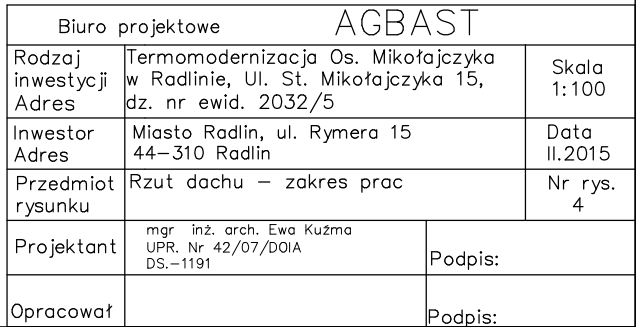 Biuro projektowe AGBAST
Rodzaj inwestycji Adres
Termomodernizacja Os. Mikołajczyka
w Radlinie, Ul. St. Mikołajczyka 15,
dz. nr ewid. 2032/5
Skala
1:100
Inwestor
Adres
Miasto Radlin, ul. Rymera 15
44-310 Radlin
Data
II.2015
Przedmiot
rysunku
Rzut dachu – zakres prac
Nr rys.
4
Projektant
mgr inż. arch. Ewa Kuźma
UPR. Nr 42/07/DOIA
DS.-1191
Podpis:
Opracował
Podpis: